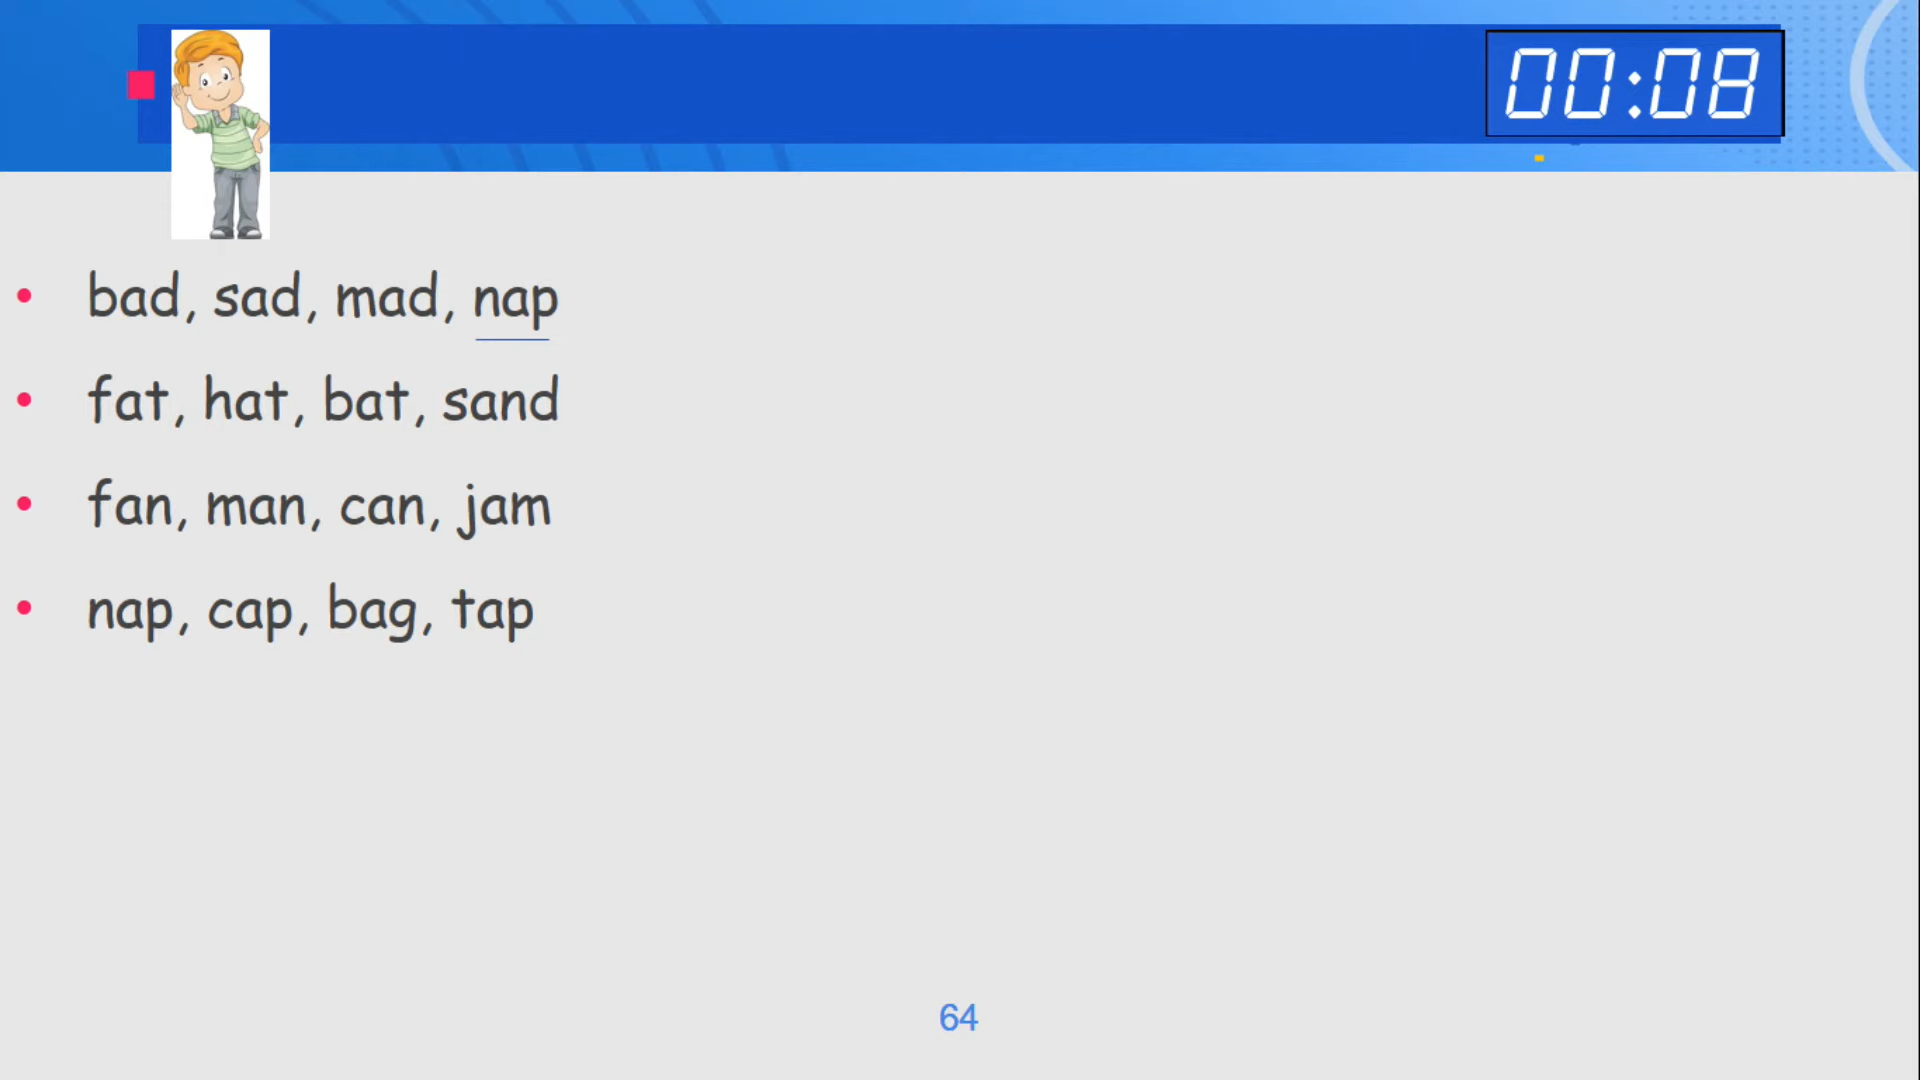 00:08
• bad, sad, mad, nap
• fat, hat, bat, sand
• fan, man, can, jam
• nap, cap, bag, tap
64